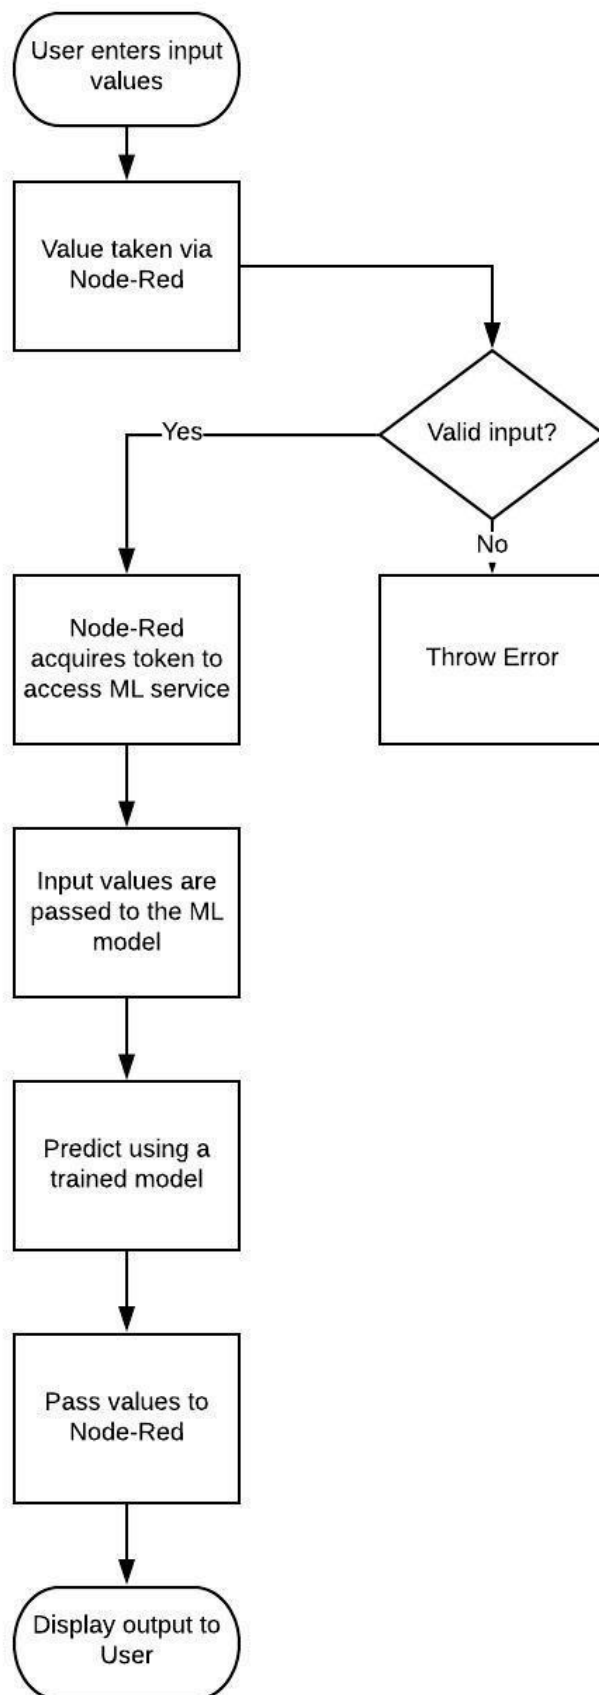 User enters input
values
Value taken via
Node-Red
Valid input?
Yes
No
Node-Red
acquires token to
access ML service
Throw Error
Input values are
passed to the ML
model
Predict using a
trained model
Pass values to
Node-Red
Display output to
User